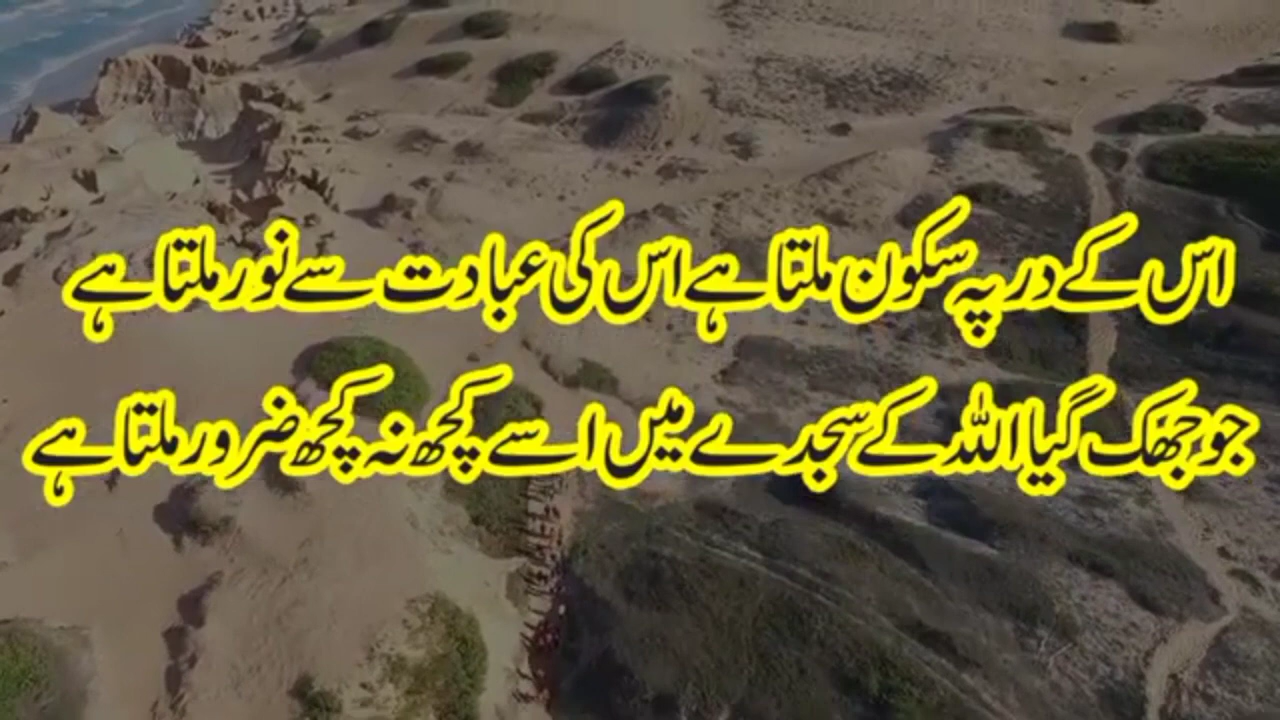 اس کے در پہ سکون ملتا ہے اس کی عبادت سے نور ملتا ہے
جو جھک گیا اللہ کے سجدے میں اسے کچھ نہ کچھ ضرور ملتا ہے